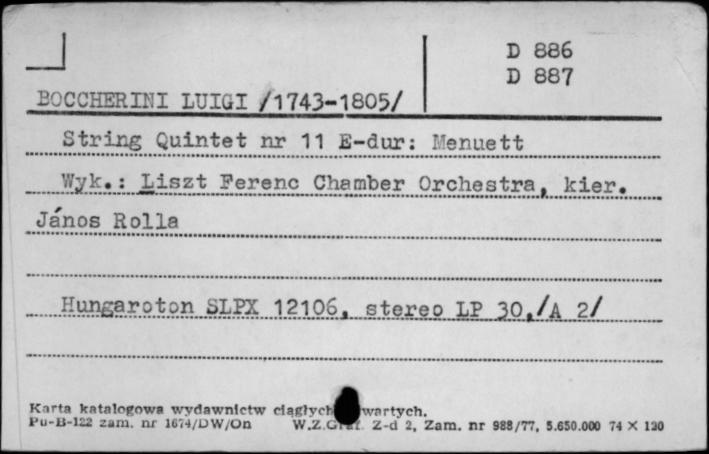 D 886
D 887
BOCCHERINI LUIGI /1743-1805/
String Quintet nr 11 E-dur: Menuett
Wyk.: Liszt Ferenc Chamber Orchestra, kier.
János Rolla
Hungaroton SLPX 12106, stereo LP 30,/A 2/
Karta katalogowa wydawnictw ciągłych wartych.
Pu-B-122 zam. nr 1674/DW/On W.Z.Graf. Z-d 2, Zam. nr 988/77, 5.650.000 74 X 120